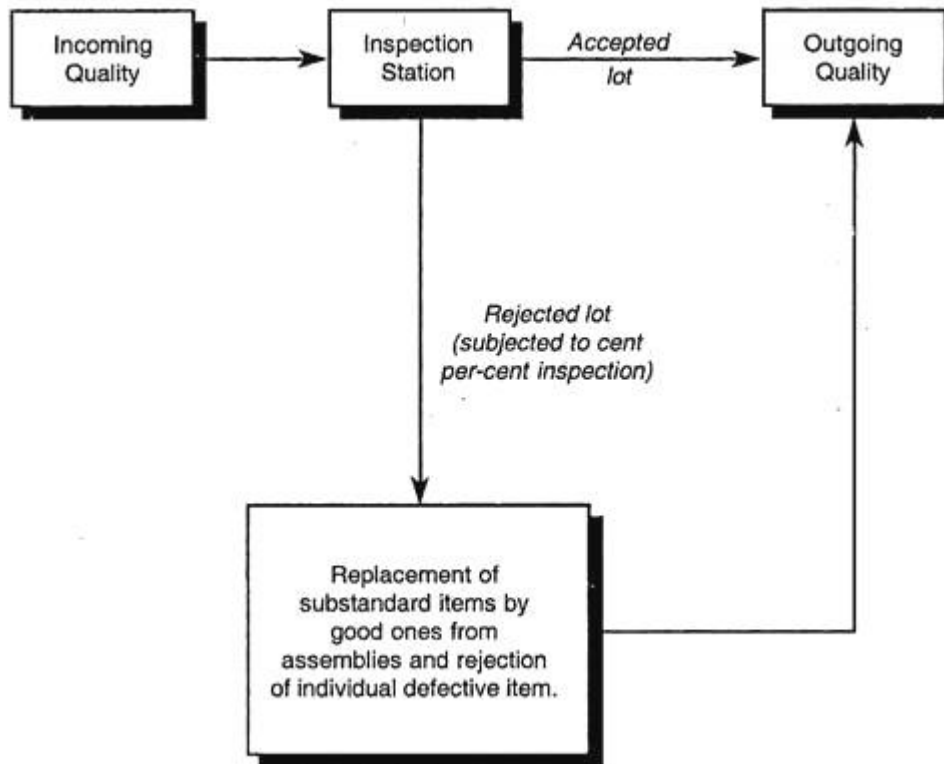 Incoming
Quality
Inspection
Station
Accepted
lot
Outgoing
Quality
Rejected lot
(subjected to cent
per-cent inspection)
Replacement of
substandard items by
good ones from
assemblies and rejection
of individual defective item.